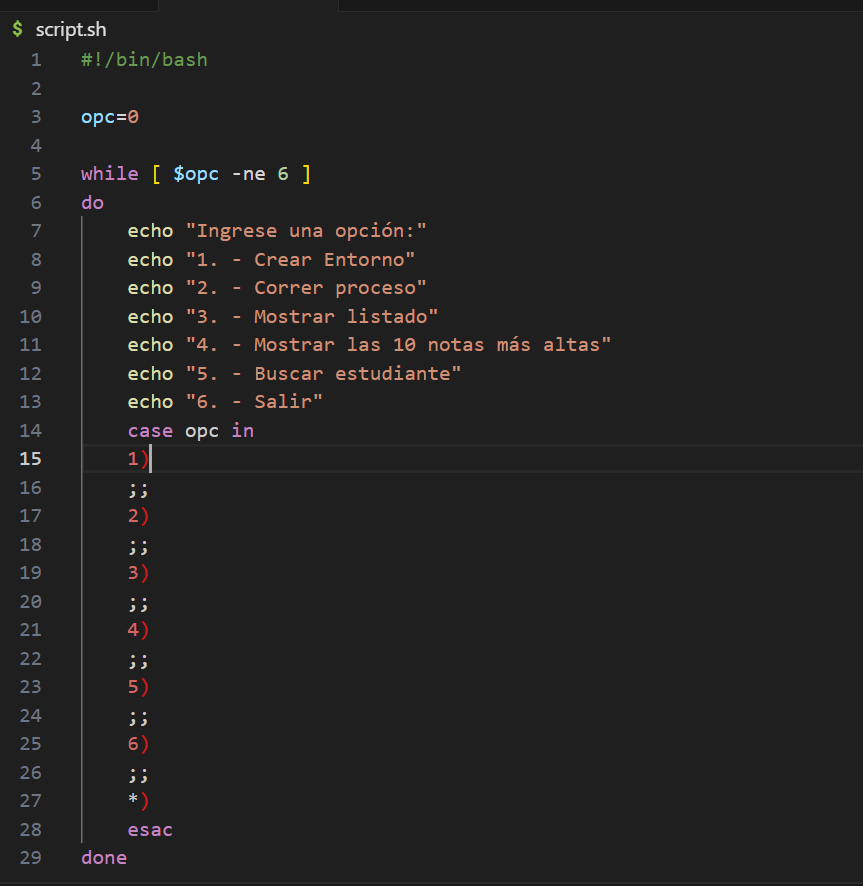 $ script.sh
1 #!/bin/bash
2
3 opc=0
4
5 while [ $opc -ne 6 ]
6 do
7 echo "Ingrese una opción:"
8 echo "1. - Crear Entorno"
9 echo "2. - Correr proceso"
10 echo "3. - Mostrar listado"
11 echo "4. - Mostrar las 10 notas más altas"
12 echo "5. - Buscar estudiante"
13 echo "6. - Salir"
14 case opc in
15 1)
16 ;;
17 2)
18 ;;
19 3)
20 ;;
21 4)
22 ;;
23 5)
24 ;;
25 6)
26 ;;
27 *)
28 esac
29 done